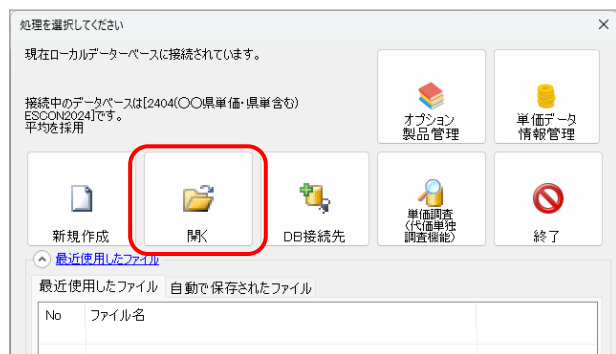 処理を選択してください
現在ローカルデーターベースに接続されています。
接続中のデータベースは[2404(〇〇県単価・県単含む)
ESCON2024]です。
平均を採用
オプション
製品管理
単価データ
情報管理
新規作成
開く
DB接続先
単価調査
(代価単独
調査機能)
終了
最近使用したファイル
最近使用したファイル 自動で保存されたファイル
No ファイル名